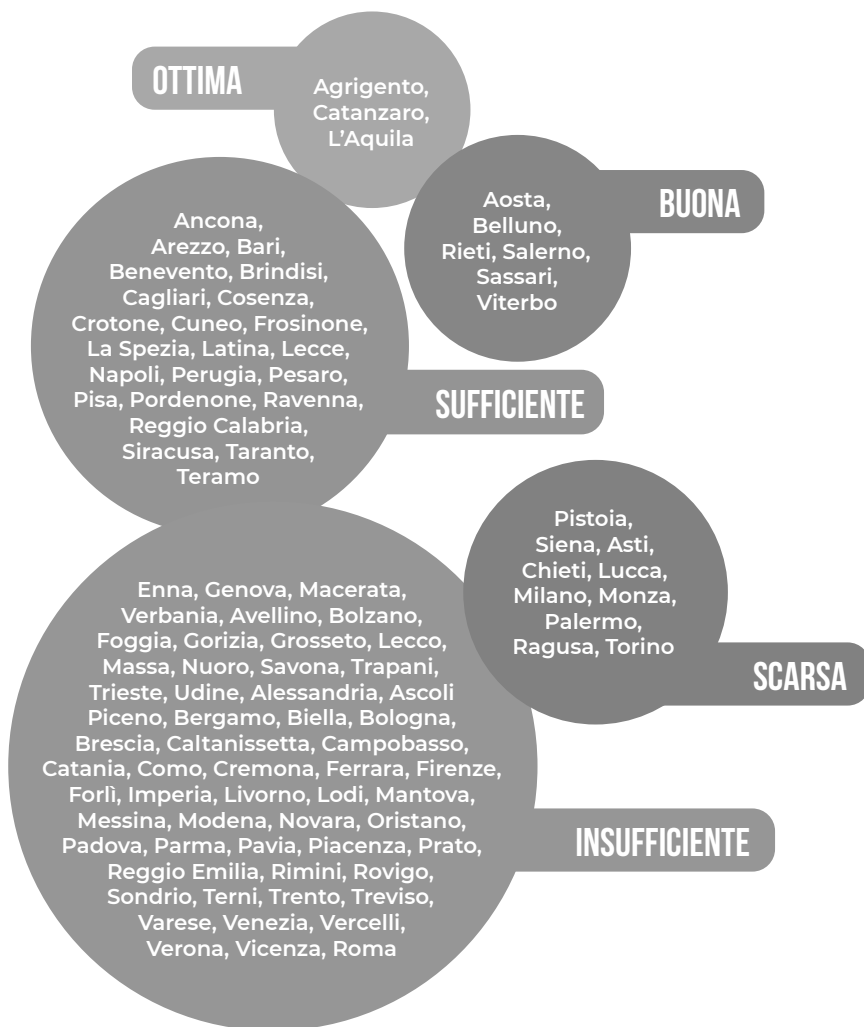 OTTIMA
Agrigento,
Catanzaro,
L’Aquila
BUONA
Aosta,
Belluno,
Rieti, Salerno,
Sassari,
Viterbo
Ancona,
Arezzo, Bari,
Benevento, Brindisi,
Cagliari, Cosenza,
Crotone, Cuneo, Frosinone,
La Spezia, Latina, Lecce,
Napoli, Perugia, Pesaro,
Pisa, Pordenone, Ravenna,
Reggio Calabria,
Siracusa, Taranto,
Teramo
SUFFICIENTE
Pistoia,
Siena, Asti,
Chieti, Lucca,
Milano, Monza,
Palermo,
Ragusa, Torino
SCARSA
Enna, Genova, Macerata,
Verbania, Avellino, Bolzano,
Foggia, Gorizia, Grosseto, Lecco,
Massa, Nuoro, Savona, Trapani,
Trieste, Udine, Alessandria, Ascoli
Piceno, Bergamo, Biella, Bologna,
Brescia, Caltanissetta, Campobasso,
Catania, Como, Cremona, Ferrara, Firenze,
Forlì, Imperia, Livorno, Lodi, Mantova,
Messina, Modena, Novara, Oristano,
Padova, Parma, Pavia, Piacenza, Prato,
Reggio Emilia, Rimini, Rovigo,
Sondrio, Terni, Trento, Treviso,
Varese, Venezia, Vercelli,
Verona, Vicenza, Roma
INSUFFICIENTE